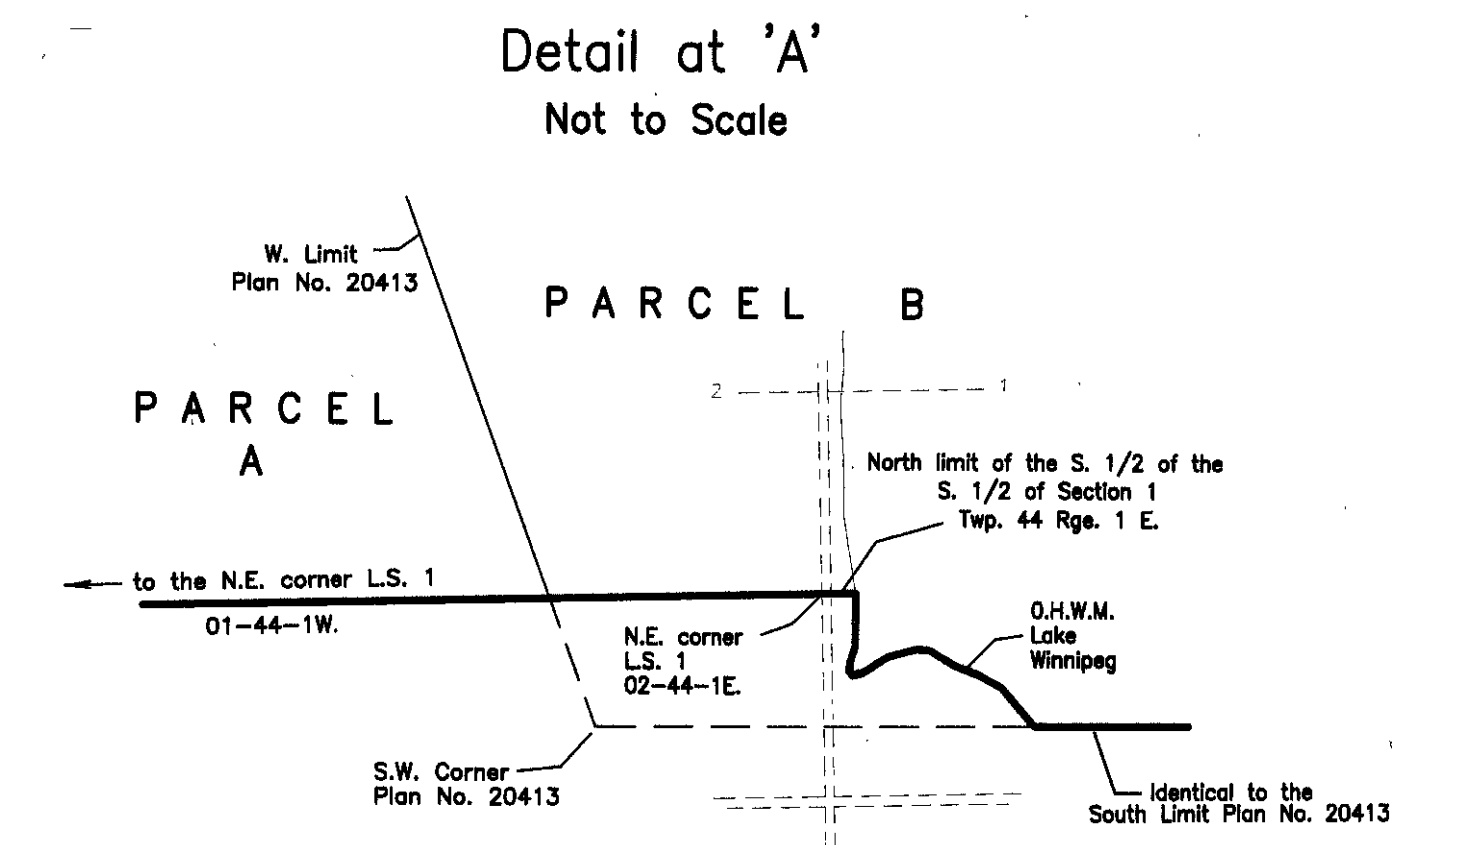 Detail at 'A'
Not to Scale
W. Limit
Plan No. 20413
PARCEL B
2
1
PARCEL
A
North limit of the S. 1/2 of the
S. 1/2 of Section 1
Twp. 44 Rge. 1 E.
to the N.E. corner L.S. 1
01-44-1W.
N.E. corner
L.S. 1
02-44-1E.
O.H.W.M.
Lake
Winnipeg
S.W. Corner
Plan No. 20413
Identical to the
South Limit Plan No. 20413